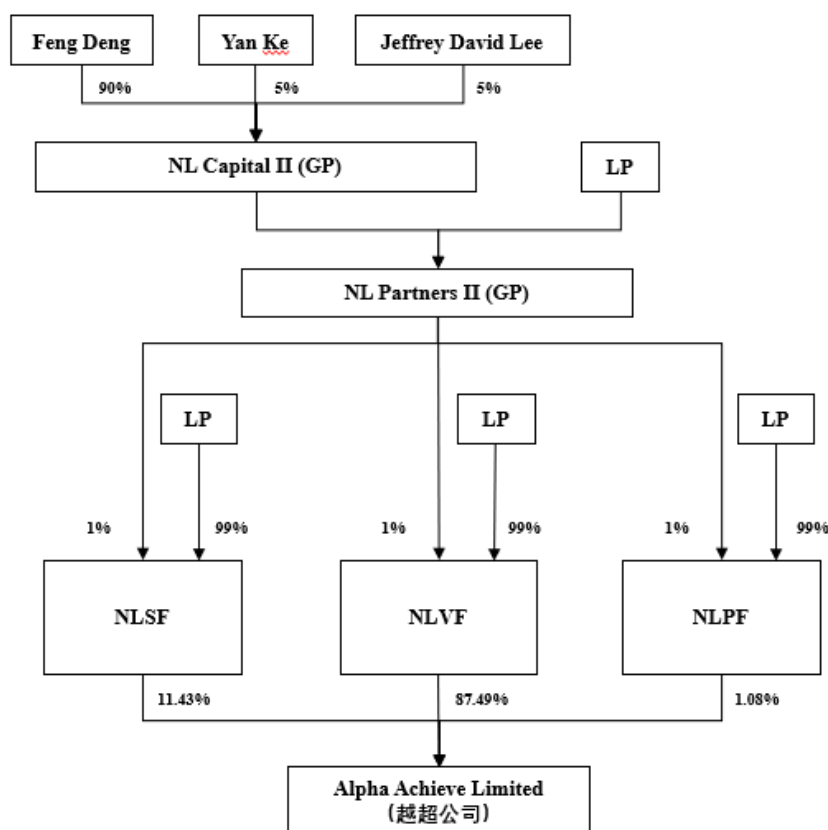 Feng Deng
Yan Ke
Jeffrey David Lee
90%
5%
5%
NL Capital II (GP)
LP
NL Partners II (GP)
LP
LP
LP
1%
99%
1%
99%
1%
99%
NLSF
NLVF
NLPF
11.43%
87.49%
1.08%
Alpha Achieve Limited
(越超公司)